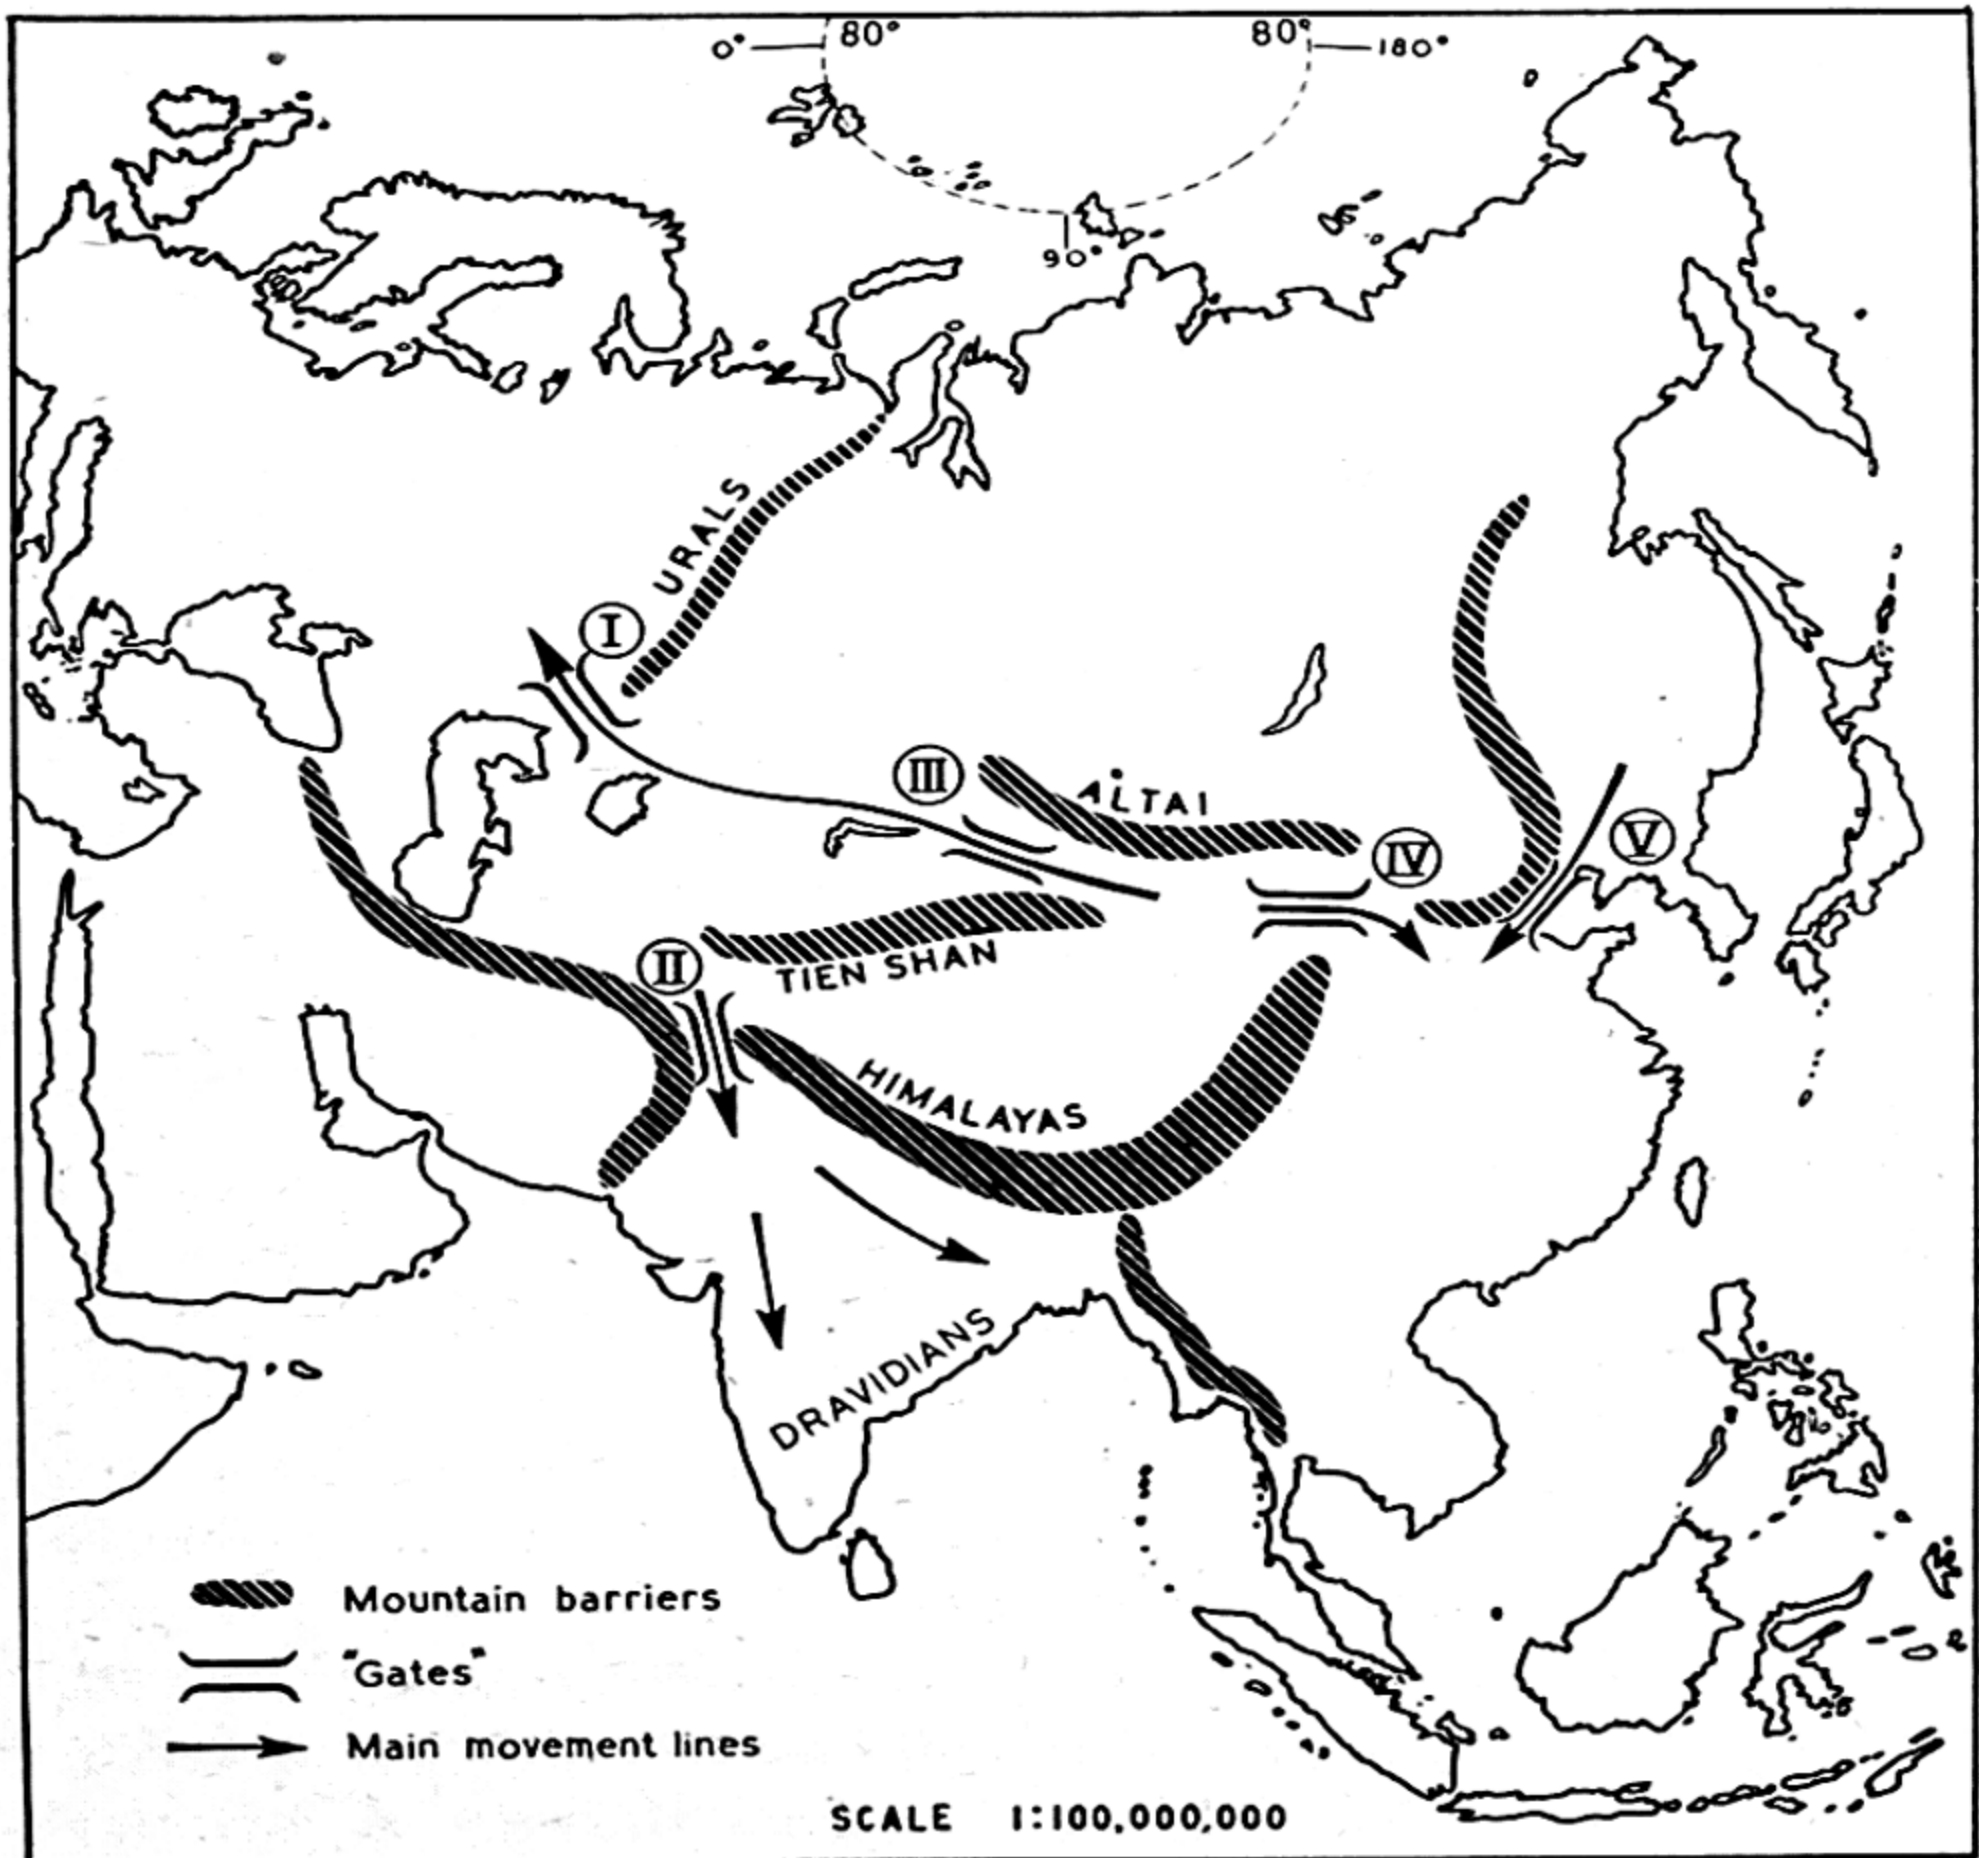 0° 80° 80° 180°
90°
URALS
I
III
ALTAI
IV
V
II
TIEN SHAN
HIMALAYAS
DRAVIDIANS
Mountain barriers
"Gates"
Main movement lines
SCALE 1:100,000,000